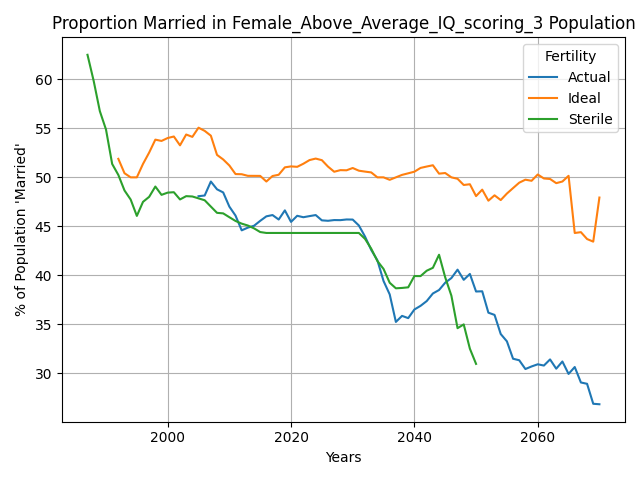 Proportion Married in Female_Above_Average_IQ_scoring_3 Population
% of Population 'Married'
60
55
50
45
40
35
30
Fertility
Actual
Ideal
Sterile
2000
2020
2040
2060
Years